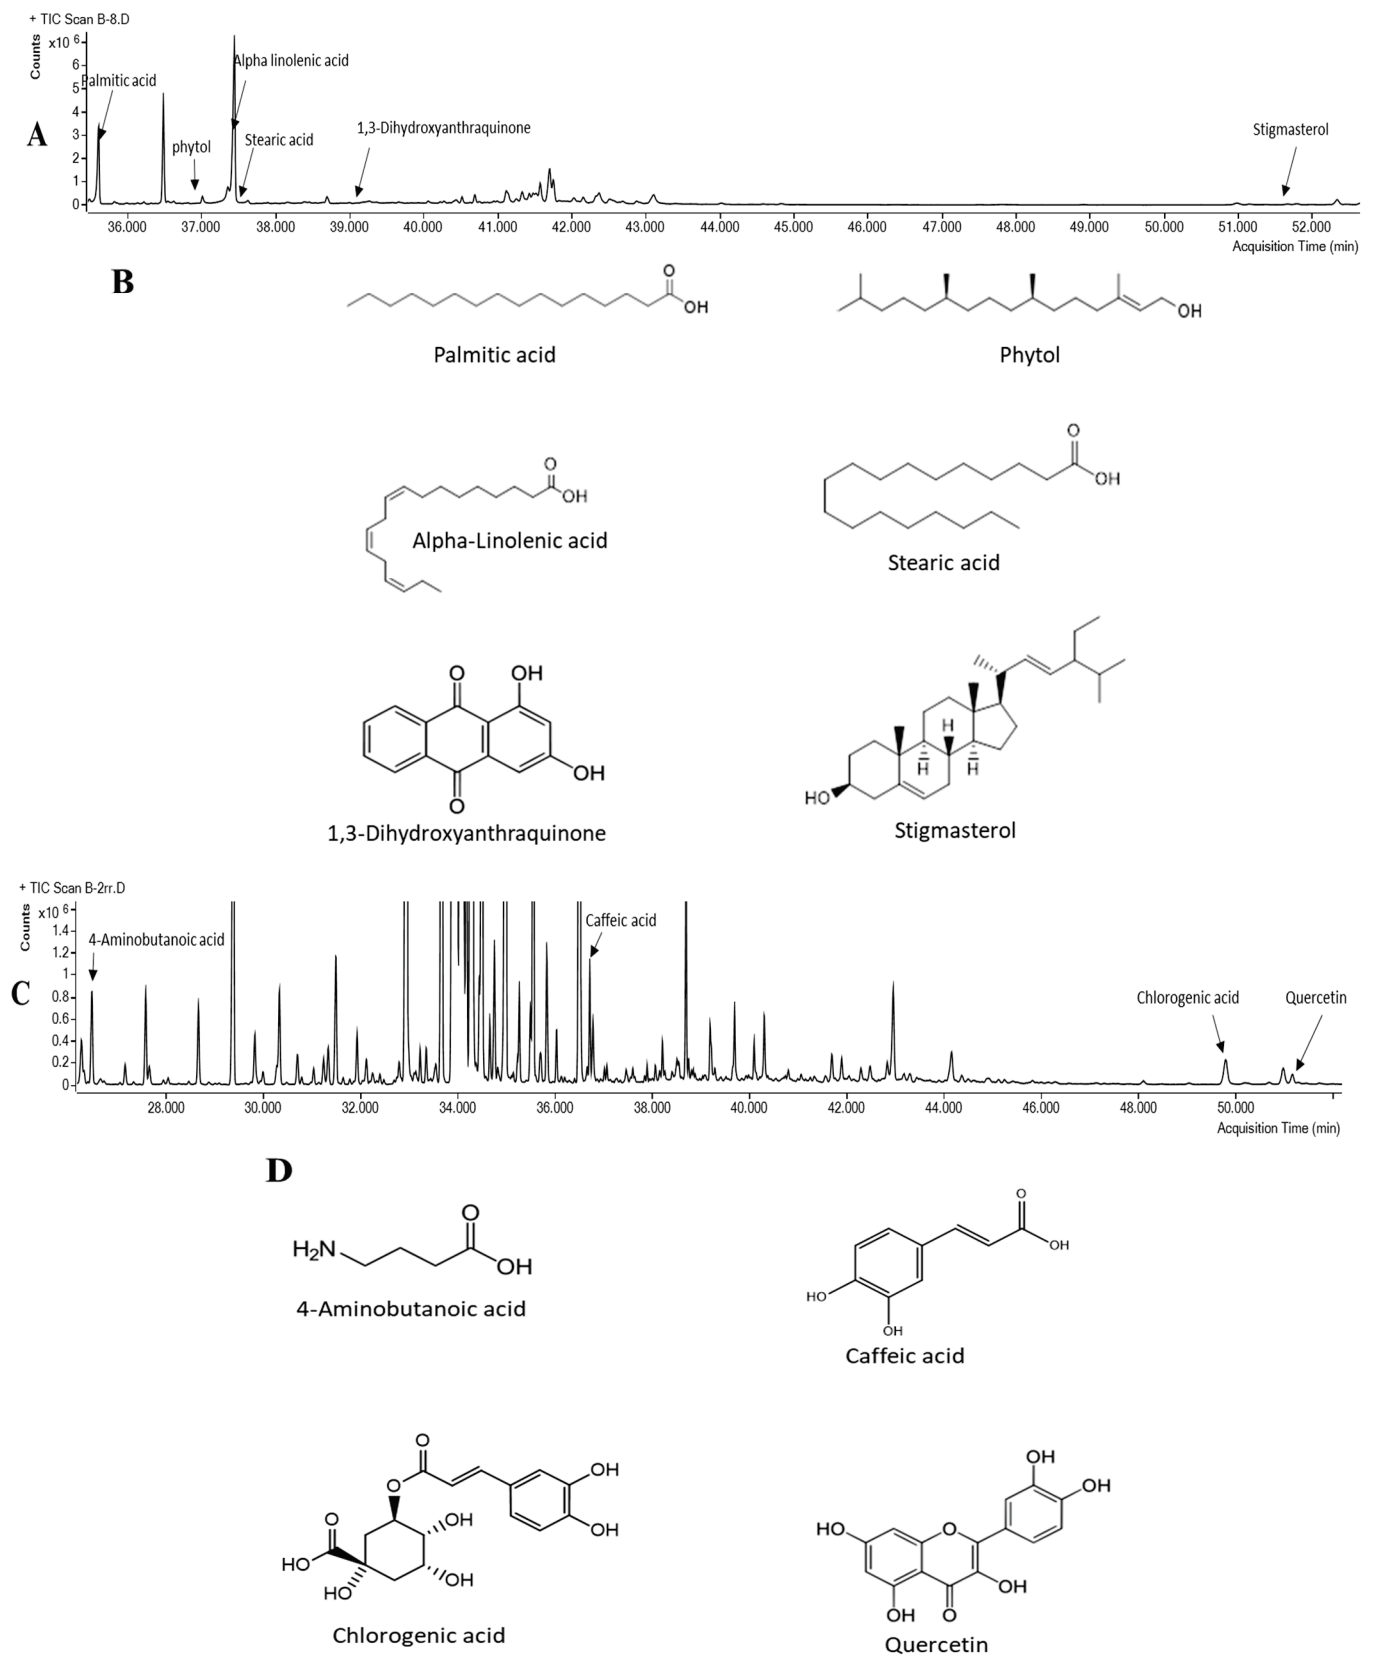 + TIC Scan B-8.D
Counts
x10 6
6
5
4
3
2
1
0
A
Palmitic acid
phytol
Alpha linolenic acid
Stearic acid
1,3-Dihydroxyanthraquinone
Stigmasterol
36.000 37.000 38.000 39.000 40.000 41.000 42.000 43.000 44.000 45.000 46.000 47.000 48.000 49.000 50.000 51.000 52.000
Acquisition Time (min)
B
O
OH
Palmitic acid
OH
Phytol
O
OH
Alpha-Linolenic acid
O
OH
Stearic acid
O OH
OH
O
1,3-Dihydroxyanthraquinone
H
H H
HO
Stigmasterol
+ TIC Scan B-2rr.D
Counts
x10 6
1.4
1.2
1
0.8
0.6
0.4
0.2
0
C
4-Aminobutanoic acid
Caffeic acid
Chlorogenic acid
Quercetin
28.000 30.000 32.000 34.000 36.000 38.000 40.000 42.000 44.000 46.000 48.000 50.000
Acquisition Time (min)
D
O
H2N
OH
4-Aminobutanoic acid
O
OH
HO
OH
Caffeic acid
O
OH
O
OH
O
OH
HO
HO
OH
Chlorogenic acid
OH
OH
HO
O
OH
OH O
Quercetin